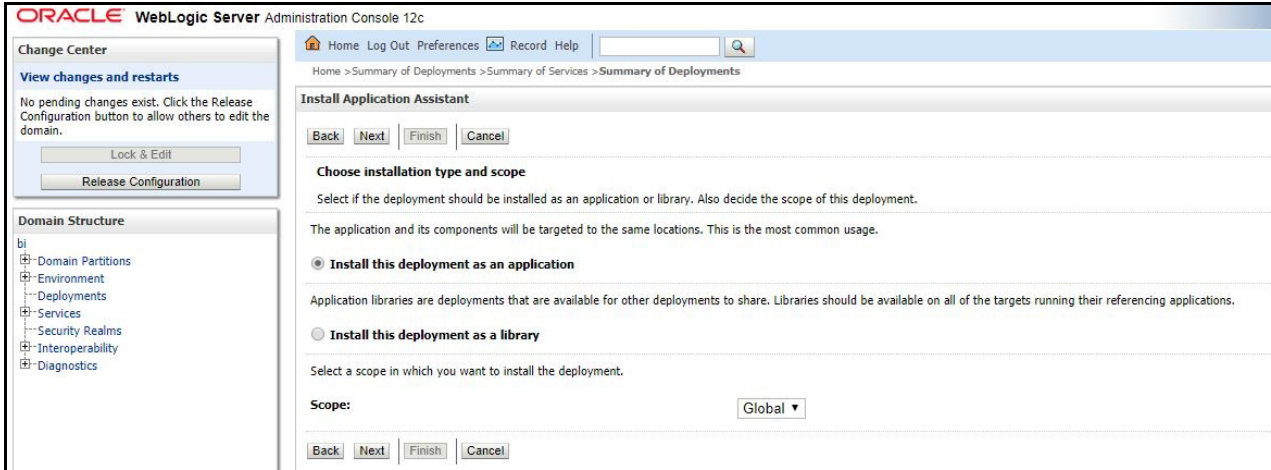 ORACLE WebLogic Server Administration Console 12c
Change Center
View changes and restarts
No pending changes exist. Click the Release
Configuration button to allow others to edit the
domain.
Lock & Edit
Release Configuration
Domain Structure
bi
Domain Partitions
Environment
Deployments
Services
Security Realms
Interoperability
Diagnostics
Home Log Out Preferences Record Help
Home >Summary of Deployments >Summary of Services >Summary of Deployments
Install Application Assistant
Back Next Finish Cancel
Choose installation type and scope
Select if the deployment should be installed as an application or library. Also decide the scope of this deployment.
The application and its components will be targeted to the same locations. This is the most common usage.
Install this deployment as an application
Application libraries are deployments that are available for other deployments to share. Libraries should be available on all of the targets running their referencing applications.
Install this deployment as a library
Select a scope in which you want to install the deployment.
Scope: Global
Back Next Finish Cancel